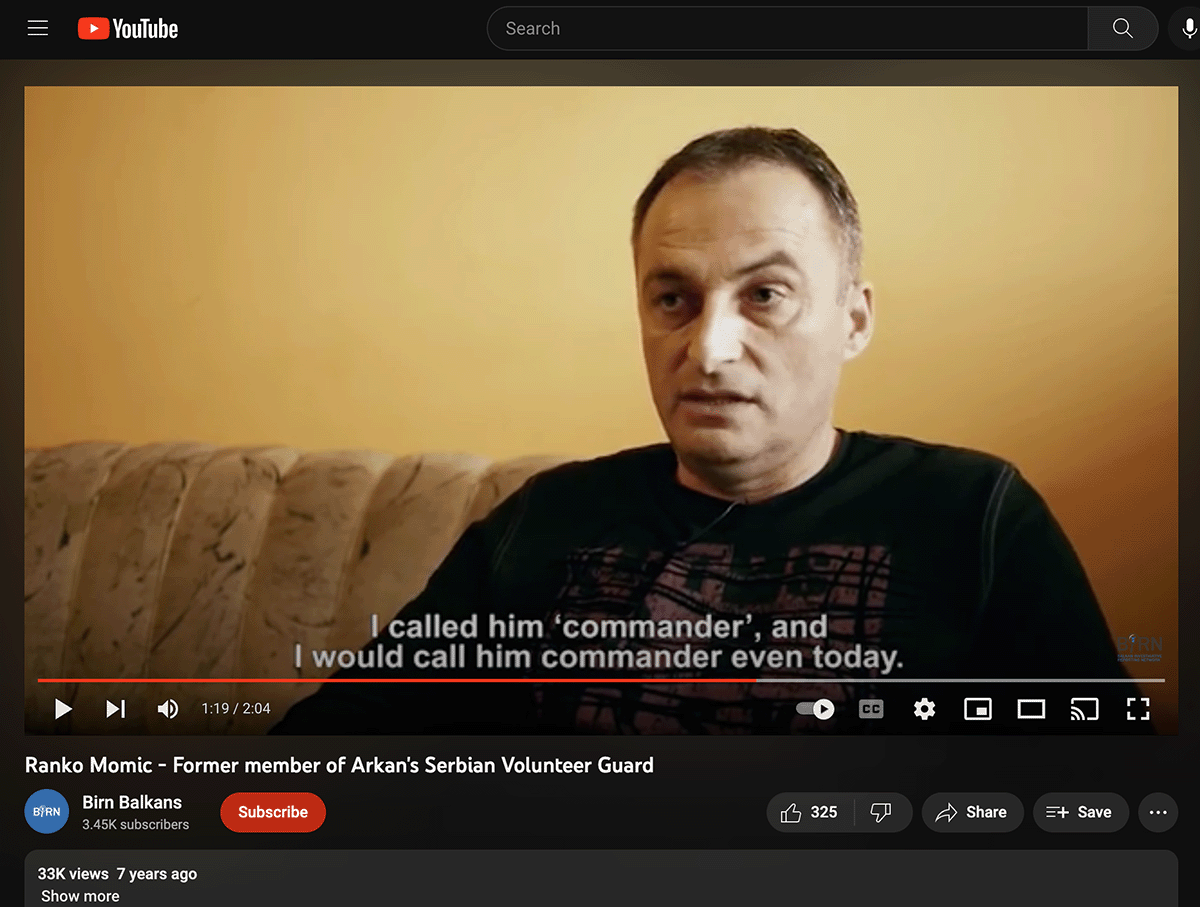 YouTube
Search
I called him ‘commander’, and
I would call him commander even today.
BIRN
1:19 / 2:04
CC
Ranko Momic - Former member of Arkan's Serbian Volunteer Guard
BIRN
Birn Balkans
3.45K subscribers
Subscribe
325
Share
Save
33K views 7 years ago
Show more